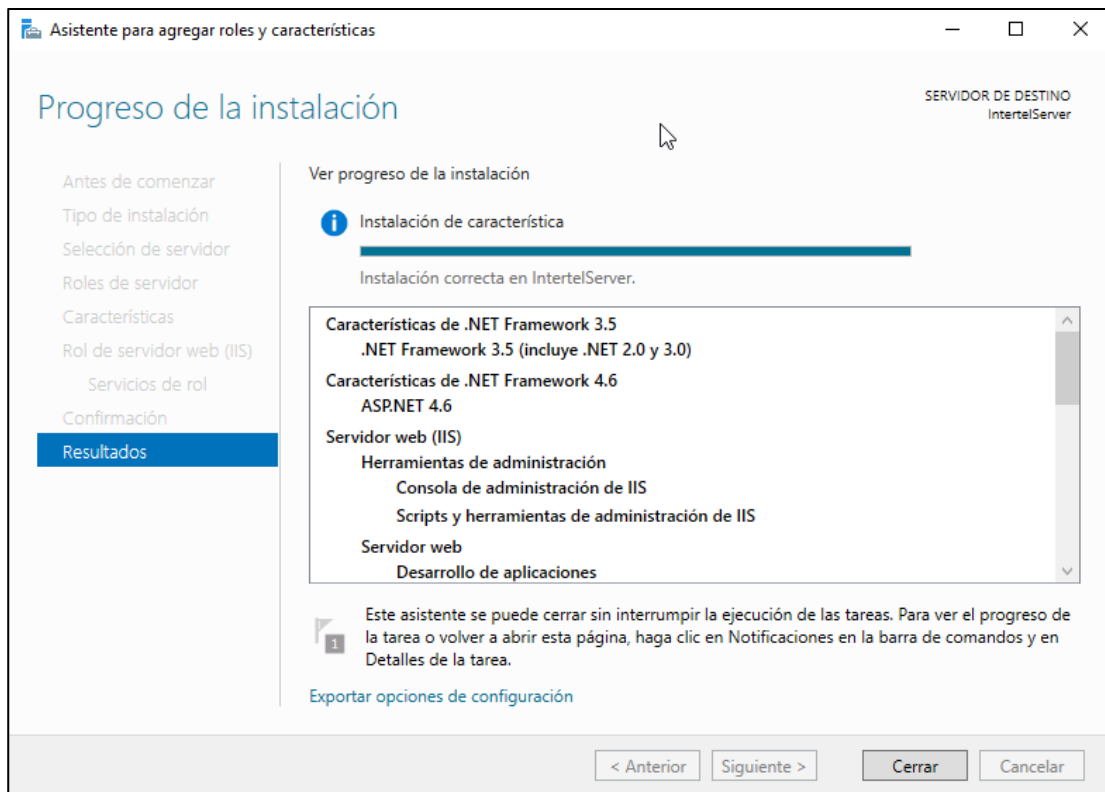 Asistente para agregar roles y características
Progreso de la instalación
SERVIDOR DE DESTINO
IntertelServer
Antes de comenzar
Tipo de instalación
Selección de servidor
Roles de servidor
Características
Rol de servidor web (IIS)
Servicios de rol
Confirmación
Resultados
Ver progreso de la instalación
Instalación de característica
Instalación correcta en IntertelServer.
Características de .NET Framework 3.5
.NET Framework 3.5 (incluye .NET 2.0 y 3.0)
Características de .NET Framework 4.6
ASP.NET 4.6
Servidor web (IIS)
Herramientas de administración
Consola de administración de IIS
Scripts y herramientas de administración de IIS
Servidor web
Desarrollo de aplicaciones
1
Este asistente se puede cerrar sin interrumpir la ejecución de las tareas. Para ver el progreso de
la tarea o volver a abrir esta página, haga clic en Notificaciones en la barra de comandos y en
Detalles de la tarea.
Exportar opciones de configuración
< Anterior
Siguiente >
Cerrar
Cancelar